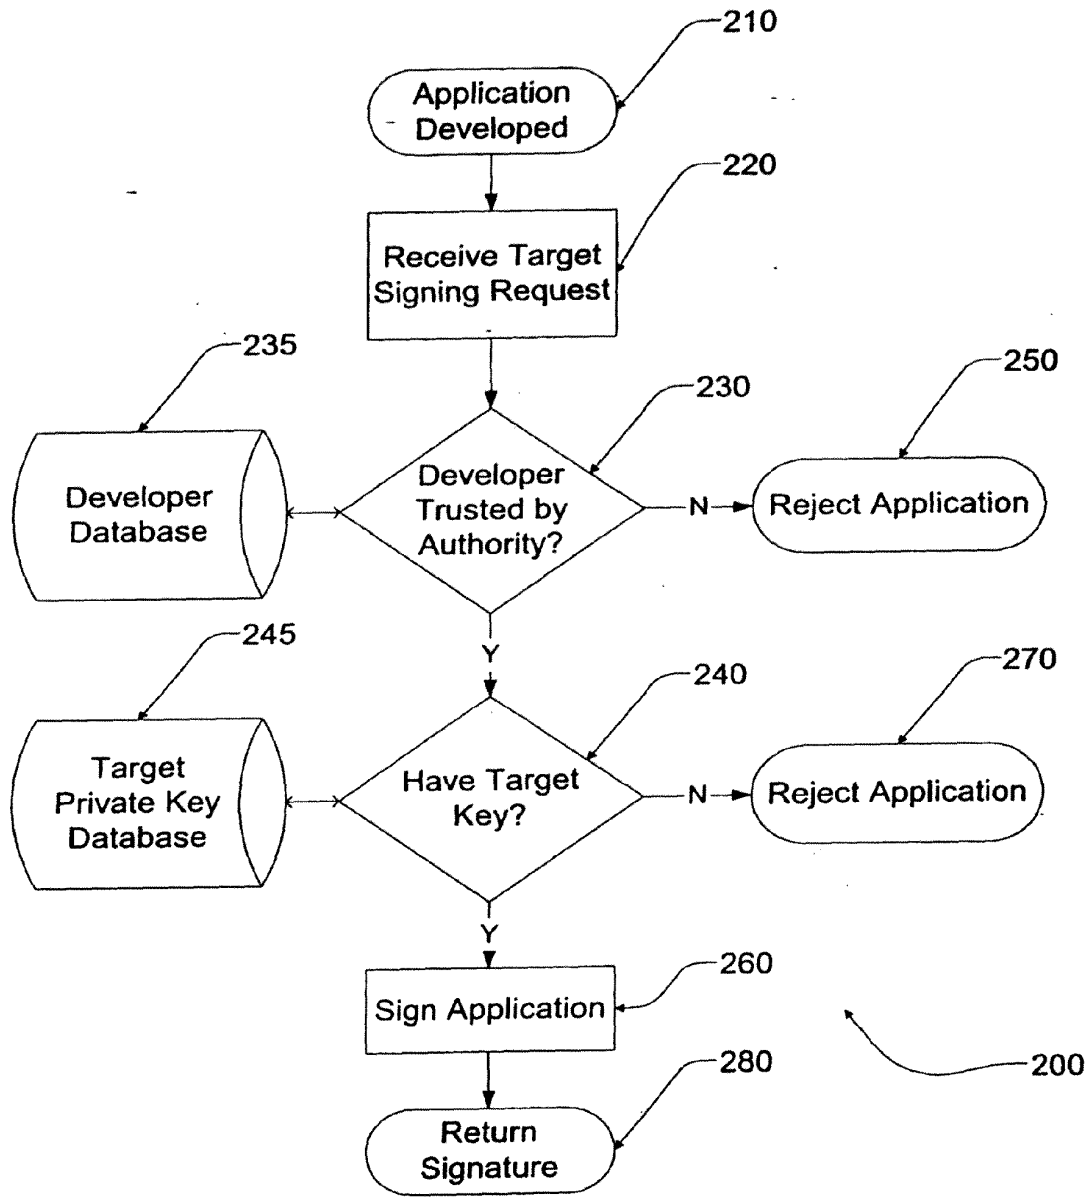 210
Application
Developed
220
Receive Target
Signing Request
235
230
250
Developer
Database
Developer
Trusted by
Authority?
N
Reject Application
Y
245
240
270
Target
Private Key
Database
Have Target
Key?
N
Reject Application
Y
260
Sign Application
280
200
Return
Signature